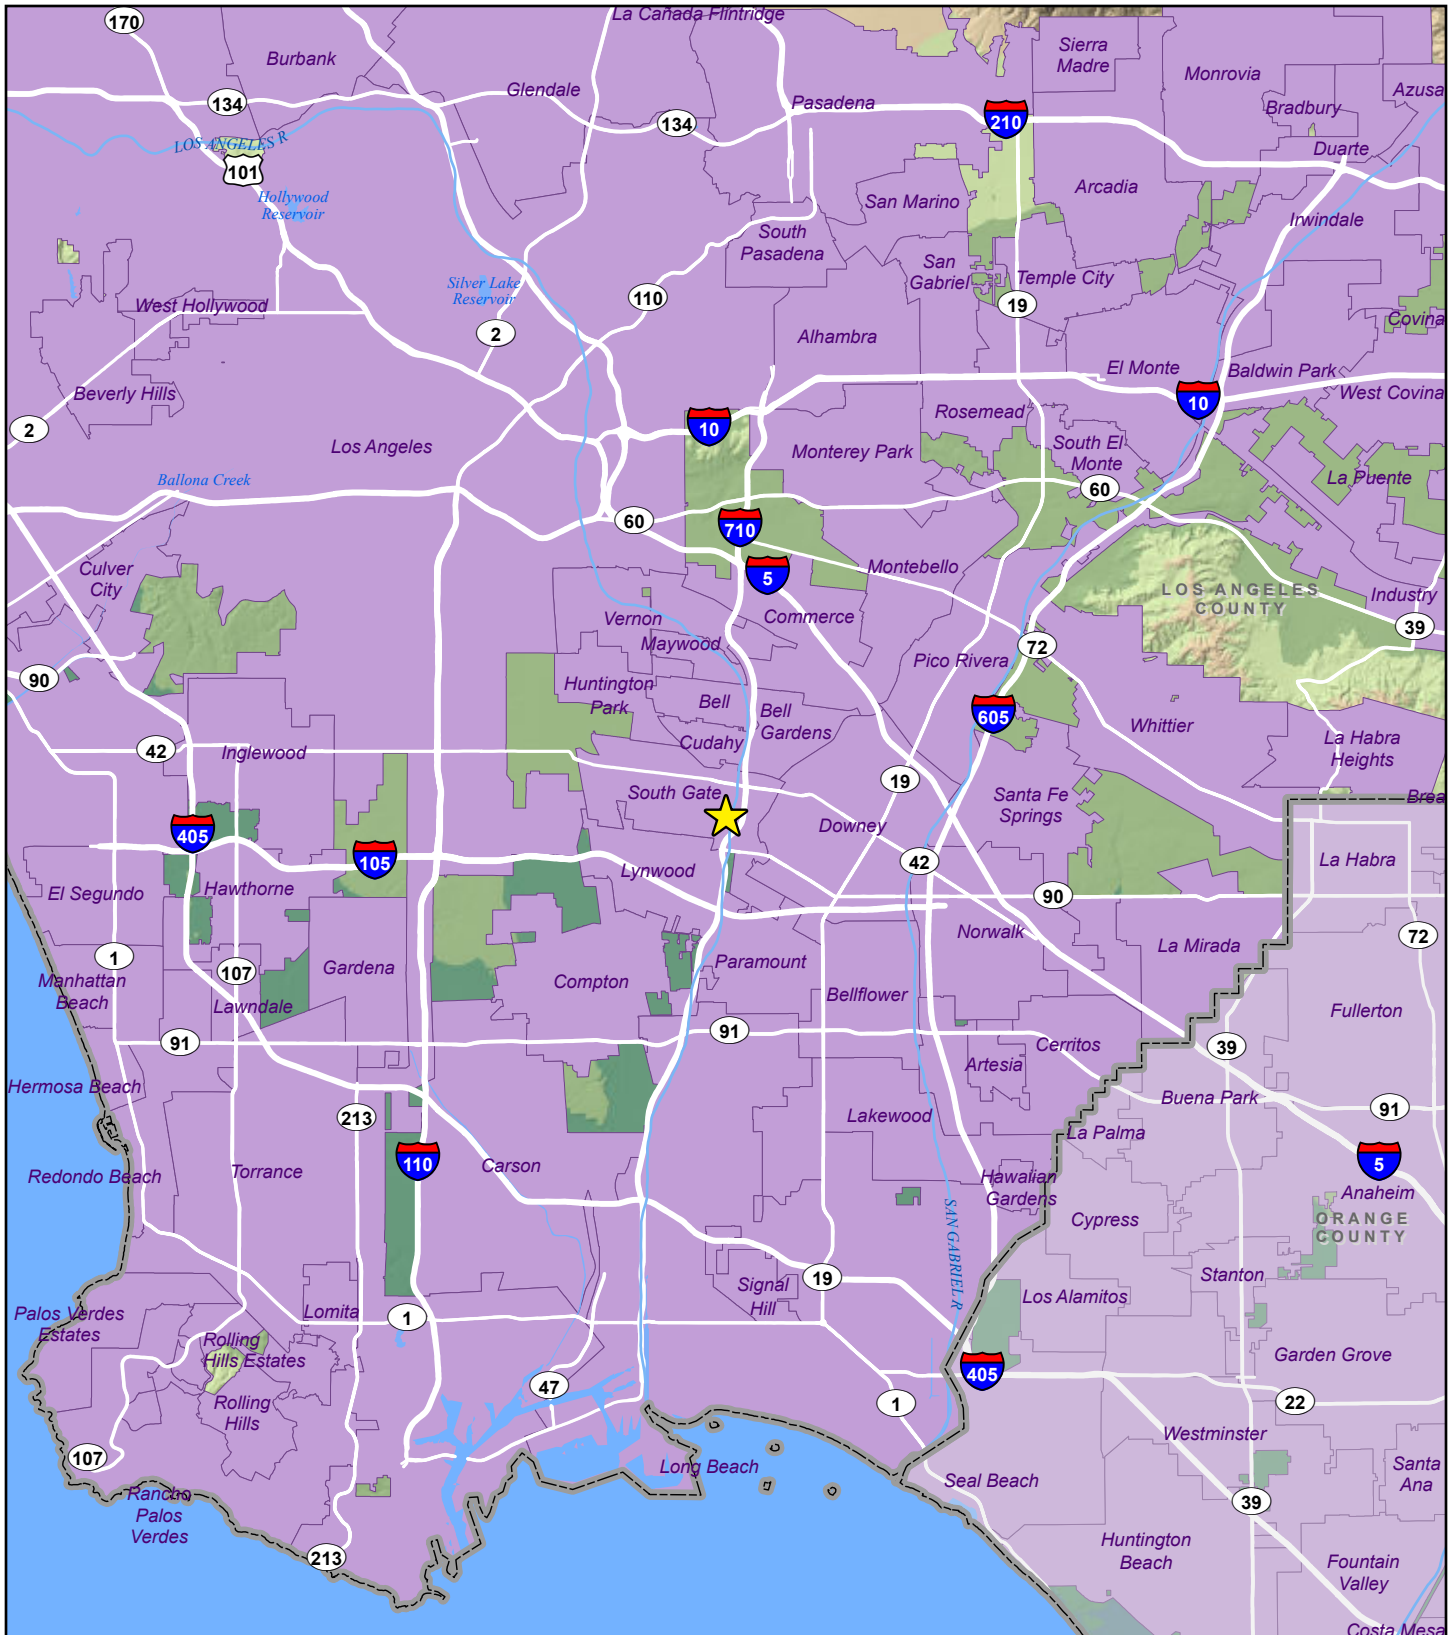 170
La Cañada Flintridge
Burbank
Sierra
Madre
Monrovia
Glendale
Azusa
134
Pasadena
Bradbury
134
210
LOS ANGELES R
101
Duarte
Arcadia
Hollywood
Reservoir
San Marino
Irwindale
South
Pasadena
San
Gabriel
Temple City
Silver Lake
Reservoir
110
West Hollywood
19
Covina
2
Alhambra
El Monte
Baldwin Park
Beverly Hills
West Covina
10
Rosemead
2
10
Los Angeles
Monterey Park
South El
Monte
Ballona Creek
La Puente
60
60
710
Montebello
5
Culver
City
LOS ANGELES
COUNTY
Industry
Vernon
Commerce
39
Maywood
72
Pico Rivera
90
Huntington
Park
Bell
Bell
Gardens
605
Whittier
Cudahy
La Habra
Heights
42
Inglewood
19
South Gate
Santa Fe
Springs
Brea
405
Downey
105
42
La Habra
Lynwood
El Segundo
Hawthorne
90
Norwalk
72
La Mirada
1
107
Gardena
Paramount
Manhattan
Beach
Compton
Bellflower
Lawndale
Fullerton
91
91
Cerritos
39
Artesia
Hermosa Beach
Buena Park
91
213
Lakewood
La Palma
110
5
Carson
Redondo Beach
Torrance
Hawaiian
Gardens
Anaheim
Cypress
ORANGE
COUNTY
SAN GABRIEL R
Stanton
19
Signal
Hill
Los Alamitos
Palos Verdes
Estates
Lomita
1
Rolling
Hills Estates
Garden Grove
405
47
Rolling
Hills
1
22
Westminster
107
Long Beach
Seal Beach
Santa
Ana
Rancho
Palos
Verdes
39
213
Huntington
Beach
Fountain
Valley
Costa Mesa